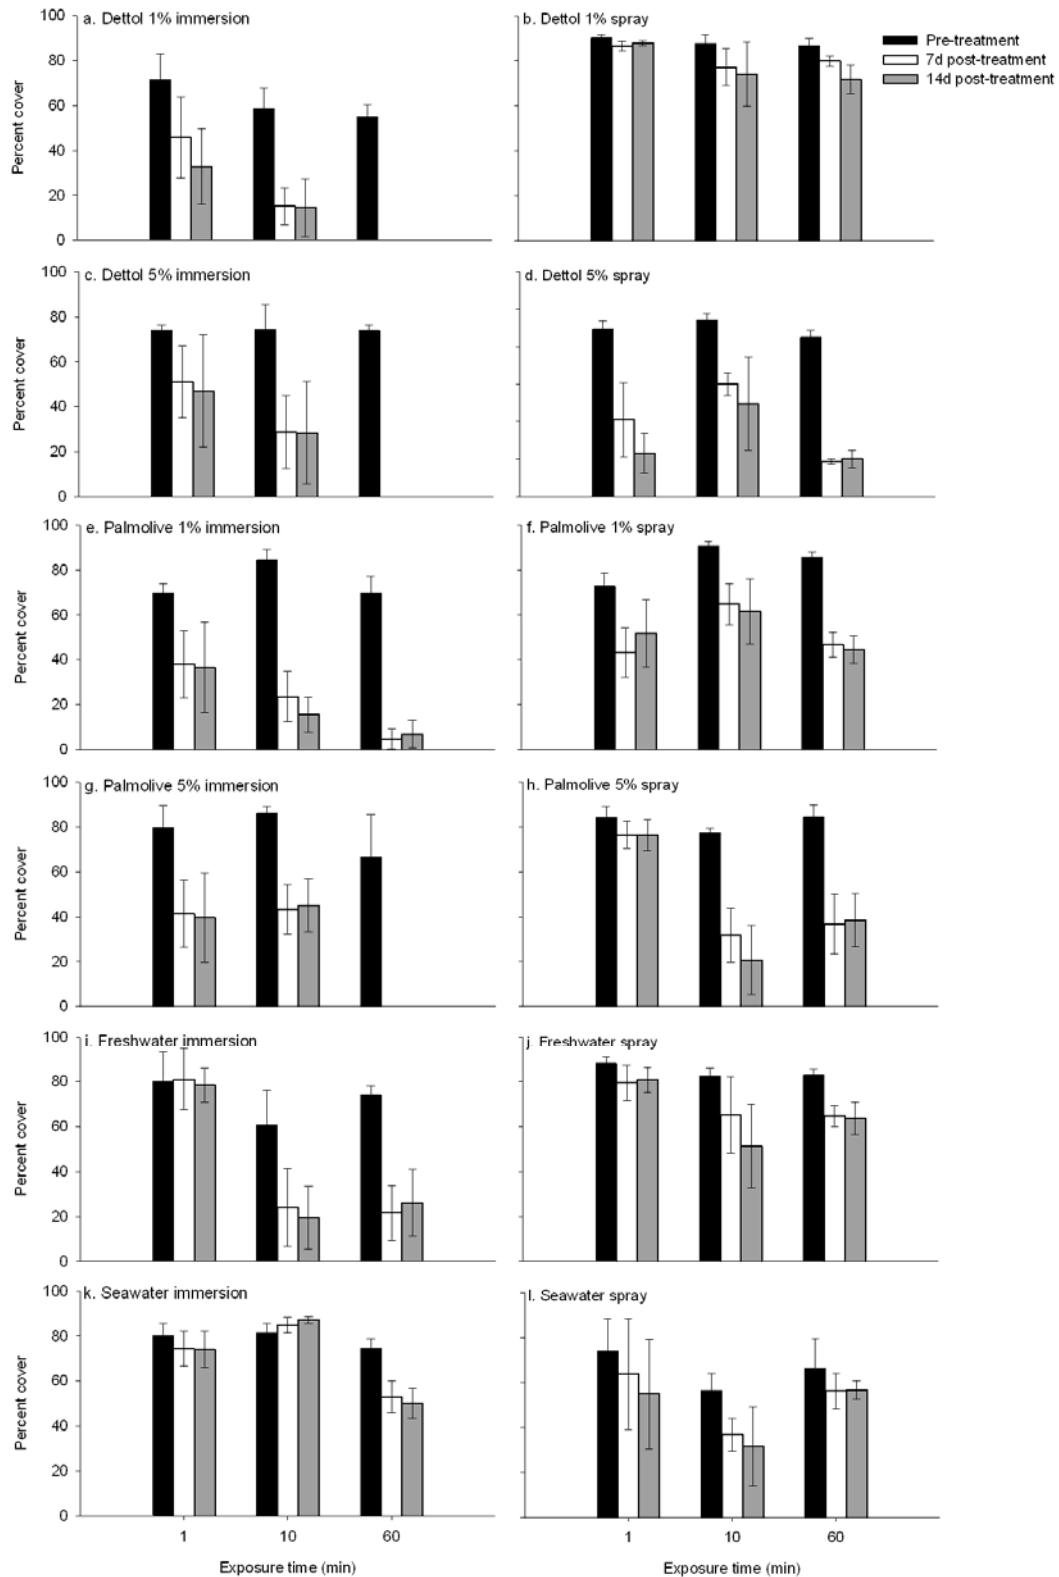 a. Dettol 1% immersion
100
80
60
40
20
0
Percent cover
b. Dettol 1% spray
Pre-treatment
7d post-treatment
14d post-treatment
c. Dettol 5% immersion
100
80
60
40
20
0
Percent cover
d. Dettol 5% spray
e. Palmolive 1% immersion
100
80
60
40
20
0
Percent cover
f. Palmolive 1% spray
g. Palmolive 5% immersion
100
80
60
40
20
0
Percent cover
h. Palmolive 5% spray
i. Freshwater immersion
100
80
60
40
20
0
Percent cover
j. Freshwater spray
k. Seawater immersion
100
80
60
40
20
0
Percent cover
1
10
60
Exposure time (min)
l. Seawater spray
1
10
60
Exposure time (min)